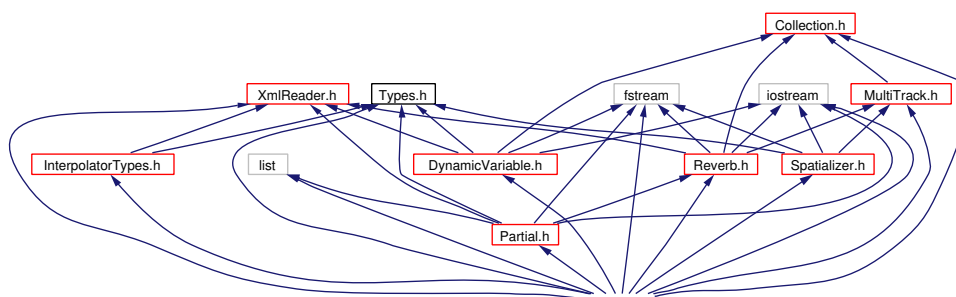 Collection.h
XmlReader.h
Types.h
fstream
iostream
MultiTrack.h
InterpolatorTypes.h
list
DynamicVariable.h
Reverb.h
Spatializer.h
Partial.h